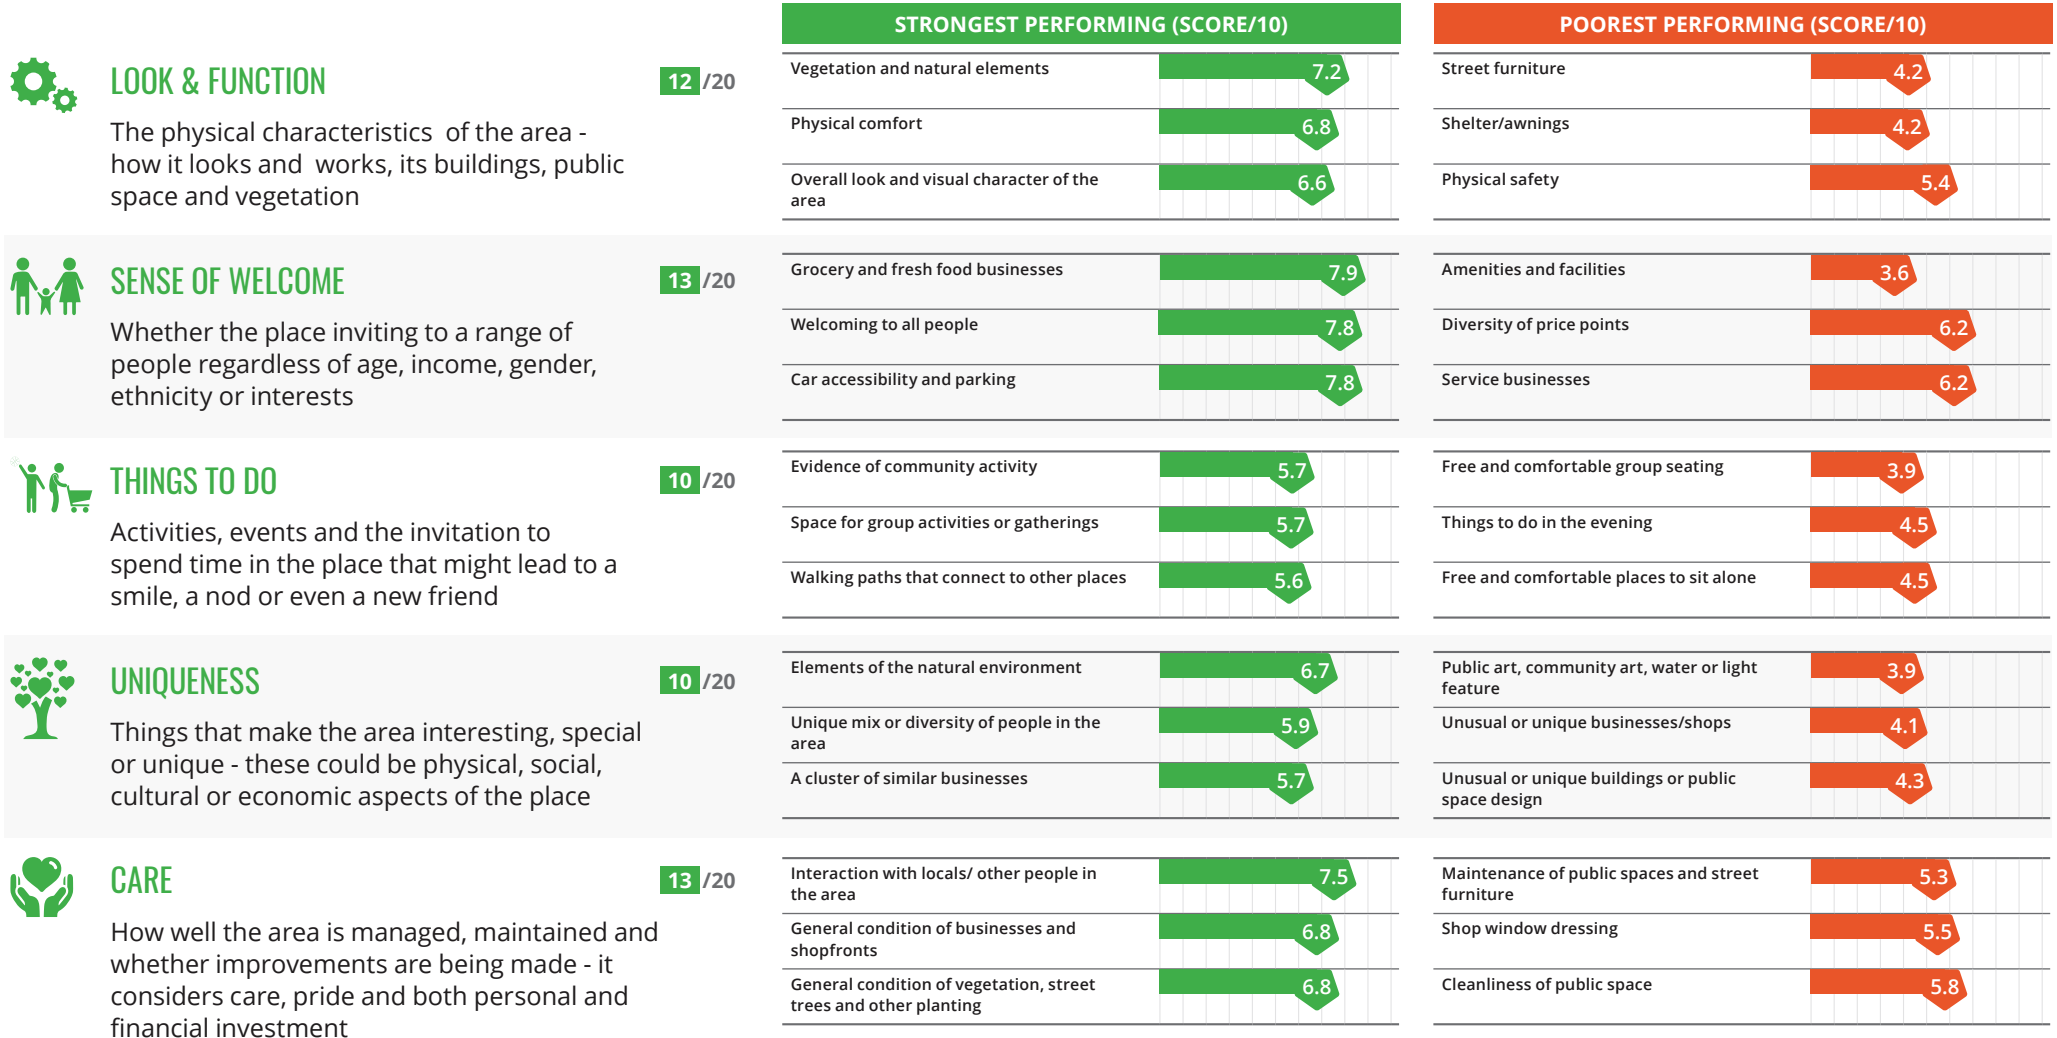 STRONGEST PERFORMING (SCORE/10)
POOREST PERFORMING (SCORE/10)
LOOK & FUNCTION
12 /20
The physical characteristics  of the area -
how it looks and  works, its buildings, public
space and vegetation
Vegetation and natural elements
7.2
Physical comfort
6.8
Overall look and visual character of the
area
6.6
Street furniture
4.2
Shelter/awnings
4.2
Physical safety
5.4
SENSE OF WELCOME
13 /20
Whether the place inviting to a range of
people regardless of age, income, gender,
ethnicity or interests
Grocery and fresh food businesses
7.9
Welcoming to all people
7.8
Car accessibility and parking
7.8
Amenities and facilities
3.6
Diversity of price points
6.2
Service businesses
6.2
THINGS TO DO
10 /20
Activities, events and the invitation to
spend time in the place that might lead to a
smile, a nod or even a new friend
Evidence of community activity
5.7
Space for group activities or gatherings
5.7
Walking paths that connect to other places
5.6
Free and comfortable group seating
3.9
Things to do in the evening
4.5
Free and comfortable places to sit alone
4.5
UNIQUENESS
10 /20
Things that make the area interesting, special
or unique - these could be physical, social,
cultural or economic aspects of the place
Elements of the natural environment
6.7
Unique mix or diversity of people in the
area
5.9
A cluster of similar businesses
5.7
Public art, community art, water or light
feature
3.9
Unusual or unique businesses/shops
4.1
Unusual or unique buildings or public
space design
4.3
CARE
13 /20
How well the area is managed, maintained and
whether improvements are being made - it
considers care, pride and both personal and
financial investment
Interaction with locals/ other people in
the area
7.5
General condition of businesses and
shopfronts
6.8
General condition of vegetation, street
trees and other planting
6.8
Maintenance of public spaces and street
furniture
5.3
Shop window dressing
5.5
Cleanliness of public space
5.8